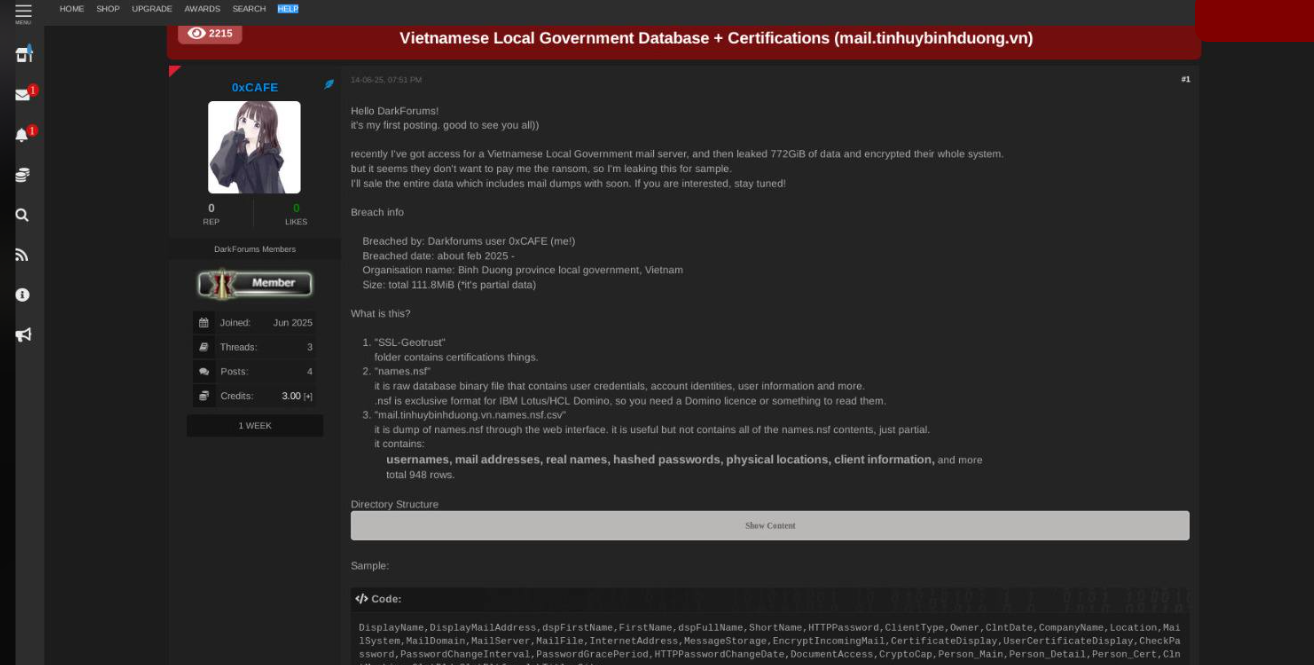 HOME SHOP UPGRADE AWARDS SEARCH HELP
MENU
2215
Vietnamese Local Government Database + Certifications (mail.tinhuybinhduong.vn)
1
1
0xCAFE
0 0
REP LIKES
DarkForums Members
Member
Joined: Jun 2025
Threads: 3
Posts: 4
Credits: 3.00 [+]
1 WEEK
14-06-25, 07:51 PM #1
Hello DarkForums!
it's my first posting. good to see you all))
recently I've got access for a Vietnamese Local Government mail server, and then leaked 772GiB of data and encrypted their whole system.
but it seems they don't want to pay me the ransom, so I'm leaking this for sample.
I'll sale the entire data which includes mail dumps with soon. If you are interested, stay tuned!
Breach info
Breached by: Darkforums user 0xCAFE (me!)
Breached date: about feb 2025 -
Organisation name: Binh Duong province local government, Vietnam
Size: total 111.8MiB (*it's partial data)
What is this?
1. "SSL-Geotrust"
folder contains certifications things.
2. "names.nsf"
it is raw database binary file that contains user credentials, account identities, user information and more.
.nsf is exclusive format for IBM Lotus/HCL Domino, so you need a Domino licence or something to read them.
3. "mail.tinhuybinhduong.vn.names.nsf.csv"
it is dump of names.nsf through the web interface. it is useful but not contains all of the names.nsf contents, just partial.
it contains:
usernames, mail addresses, real names, hashed passwords, physical locations, client information, and more
total 948 rows.
Directory Structure
Show Content
Sample:
Code:
DisplayName,DisplayMailAddress,dspFirstName,FirstName,dspFullName,ShortName,HTTPPassword,ClientType,Owner,ClntDate,CompanyName,Location,Mai
lSystem,MailDomain,MailServer,MailFile,InternetAddress,MessageStorage,EncryptIncomingMail,CertificateDisplay,UserCertificateDisplay,CheckPa
ssword,PasswordChangeInterval,PasswordGracePeriod,HTTPPasswordChangeDate,DocumentAccess,CryptoCap,Person_Main,Person_Detail,Person_Cert,Cln